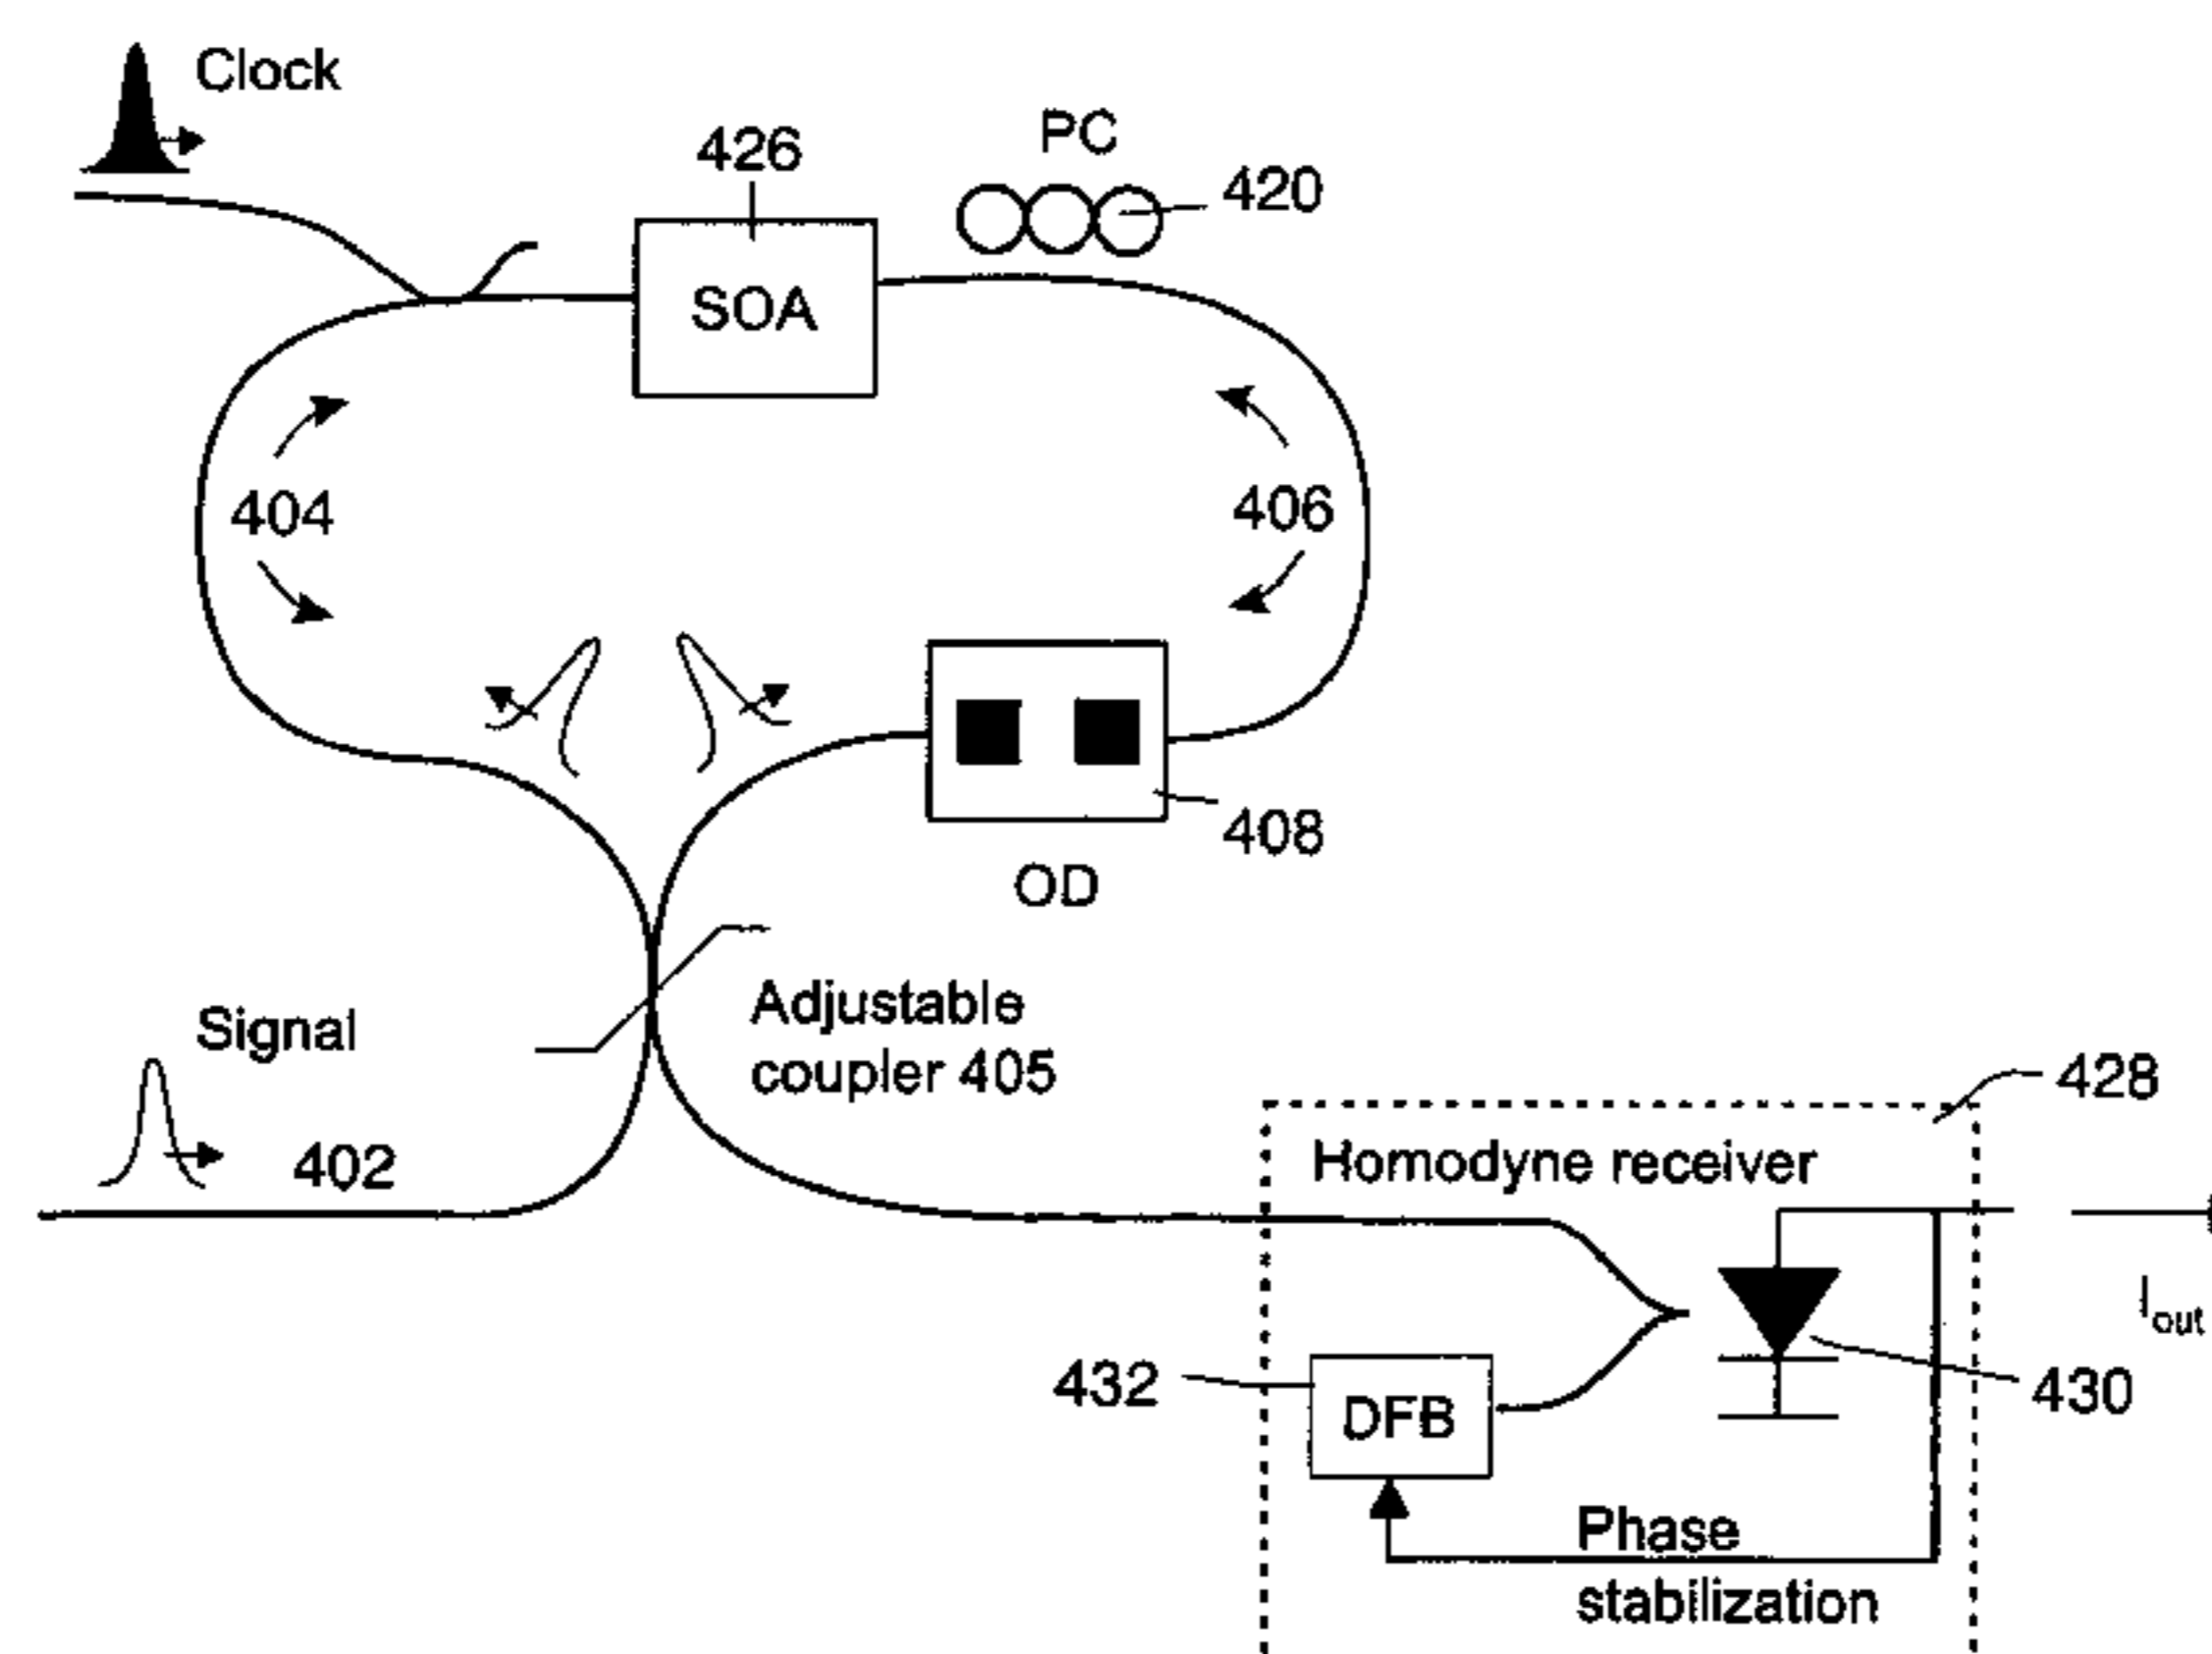 Clock
426
PC
420
SOA
404
406
408
OD
Signal
Adjustable
coupler 405
402
428
Homodyne receiver
I out
432
DFB
430
Phase
stabilization